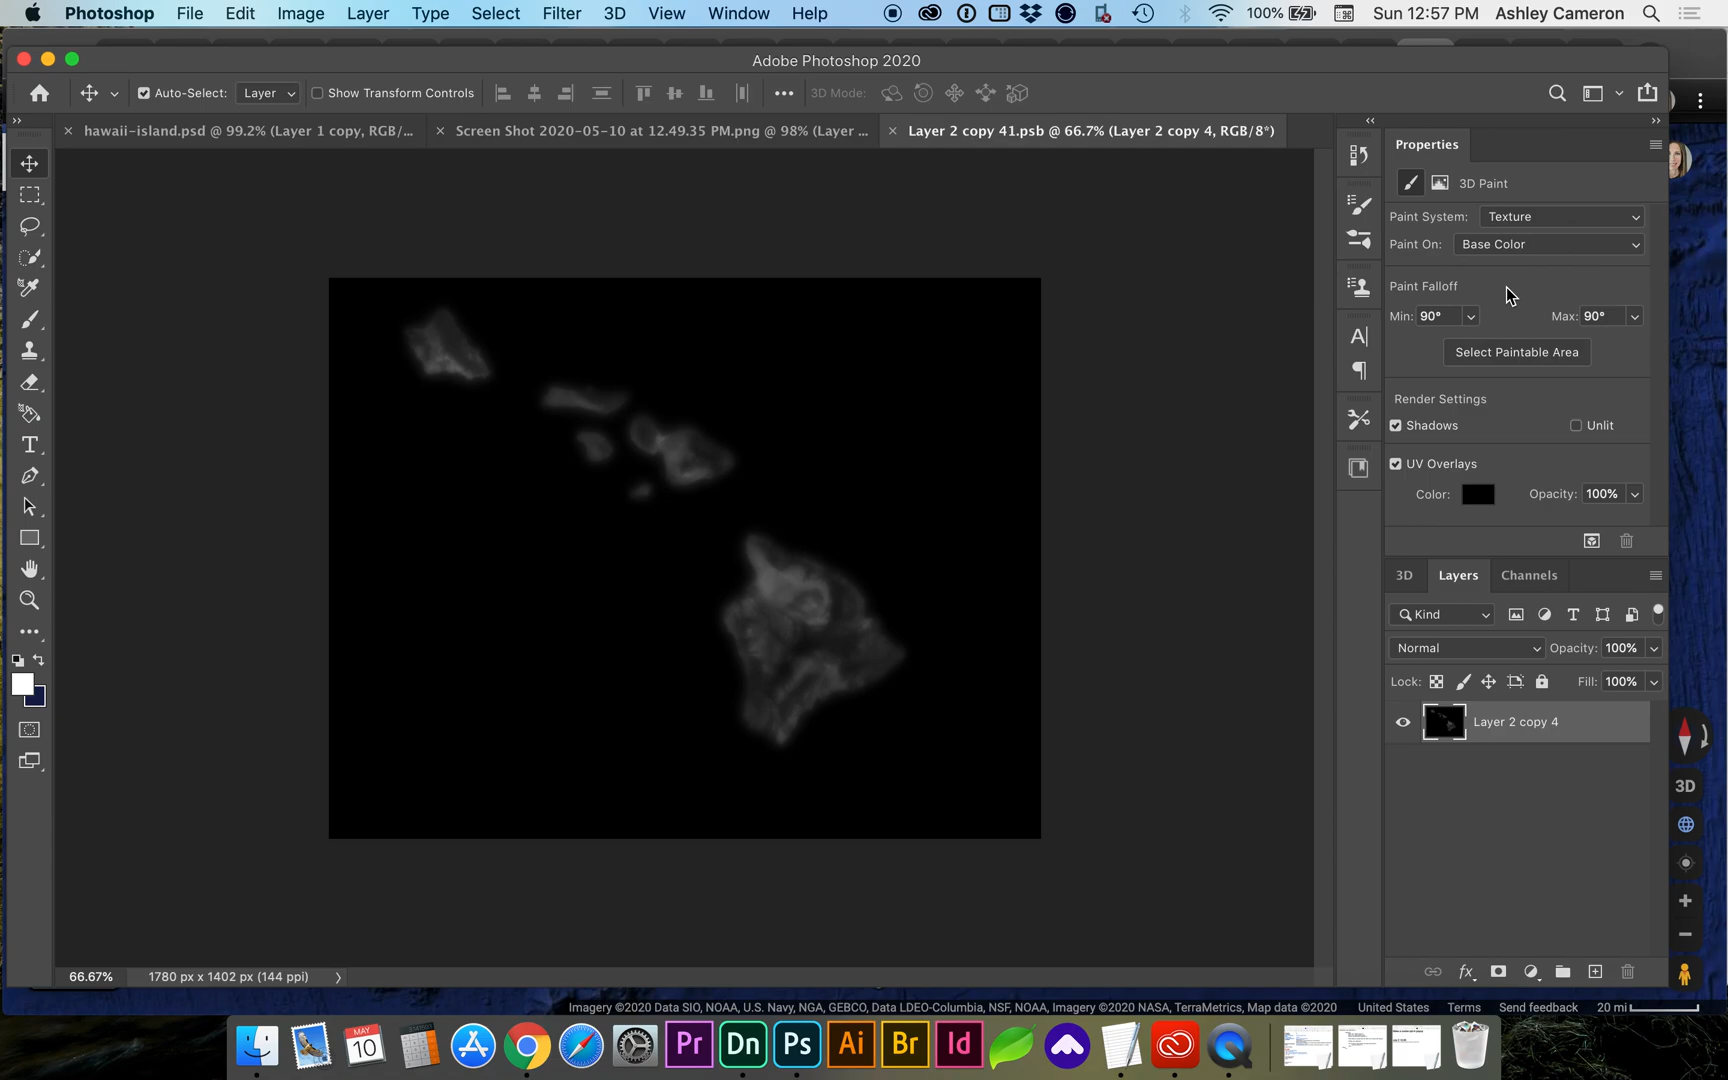 Photoshop File Edit Image Layer Type Select Filter 3D View Window Help 100% Sun 12:57 PM Ashley Cameron
Adobe Photoshop 2020
Auto-Select: Layer Show Transform Controls 3D Mode:
hawaii-island.psd @ 99.2% (Layer 1 copy, RGB/... Screen Shot 2020-05-10 at 12.49.35 PM.png @ 98% (Layer ... Layer 2 copy 41.psb @ 66.7% (Layer 2 copy 4, RGB/8*)
Properties
3D Paint
Paint System: Texture
Paint On: Base Color
Paint Falloff
Min: 90° Max: 90°
Select Paintable Area
Render Settings
Shadows Unlit
UV Overlays
Color: Opacity: 100%
3D Layers Channels
Kind
Normal Opacity: 100%
Lock: Fill: 100%
Layer 2 copy 4
3D
66.67% 1780 px x 1402 px (144 ppi)
fx
Imagery ©2020 Data SIO, NOAA, U.S. Navy, NGA, GEBCO, Data LDEO-Columbia, NSF, NOAA, Imagery ©2020 NASA, TerraMetrics, Map data ©2020 United States Terms Send feedback 20 mi
MAY
10
Pr Dn Ps Ai Br Id